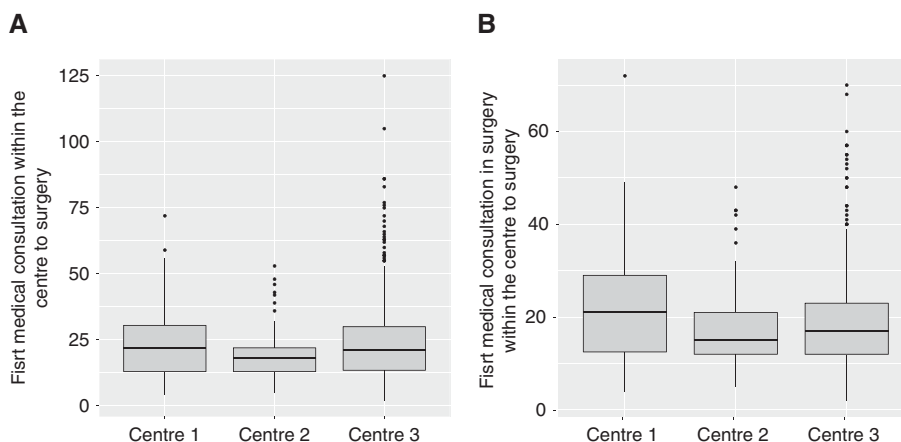 A
Fisrt medical consultation within the
centre to surgery
125
100
75
50
25
0
Centre 1 Centre 2 Centre 3
B
Fisrt medical consultation in surgery
within the centre to surgery
60
40
20
0
Centre 1 Centre 2 Centre 3